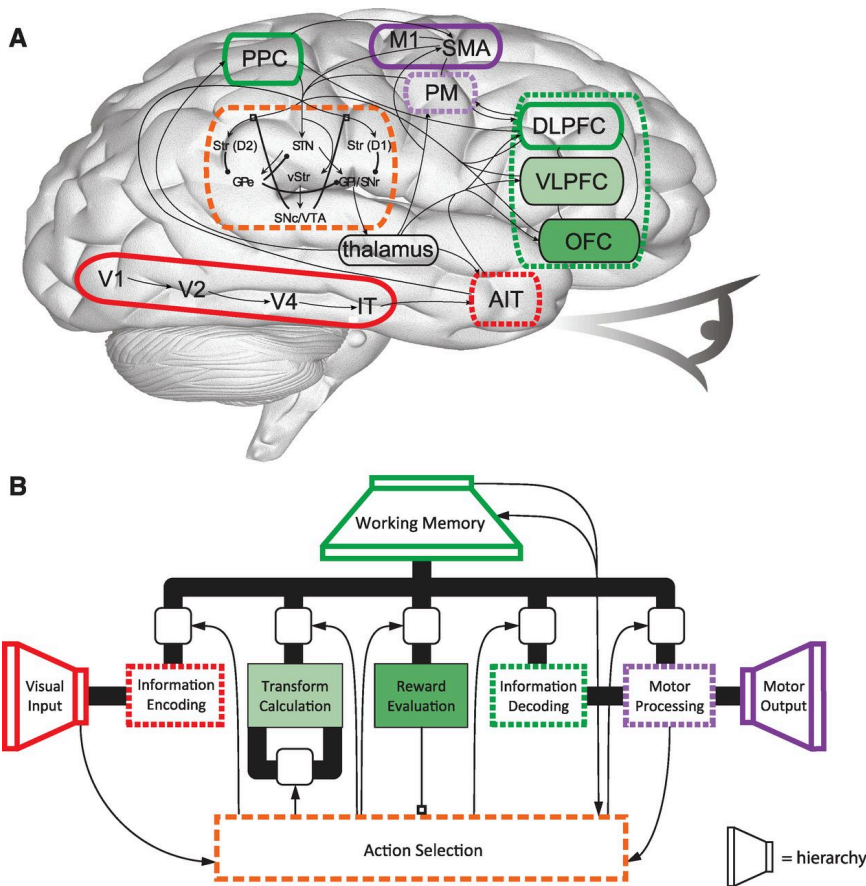 A
PPC
M1
SMA
PM
DLPFC
VLPFC
OFC
Str (D2)
STN
Str (D1)
GPe
vStr
GPi/SNr
SNc/VTA
thalamus
V1
V2
V4
IT
AIT
B
Working Memory
Visual
Input
Information
Encoding
Transform
Calculation
Reward
Evaluation
Information
Decoding
Motor
Processing
Motor
Output
Action Selection
= hierarchy